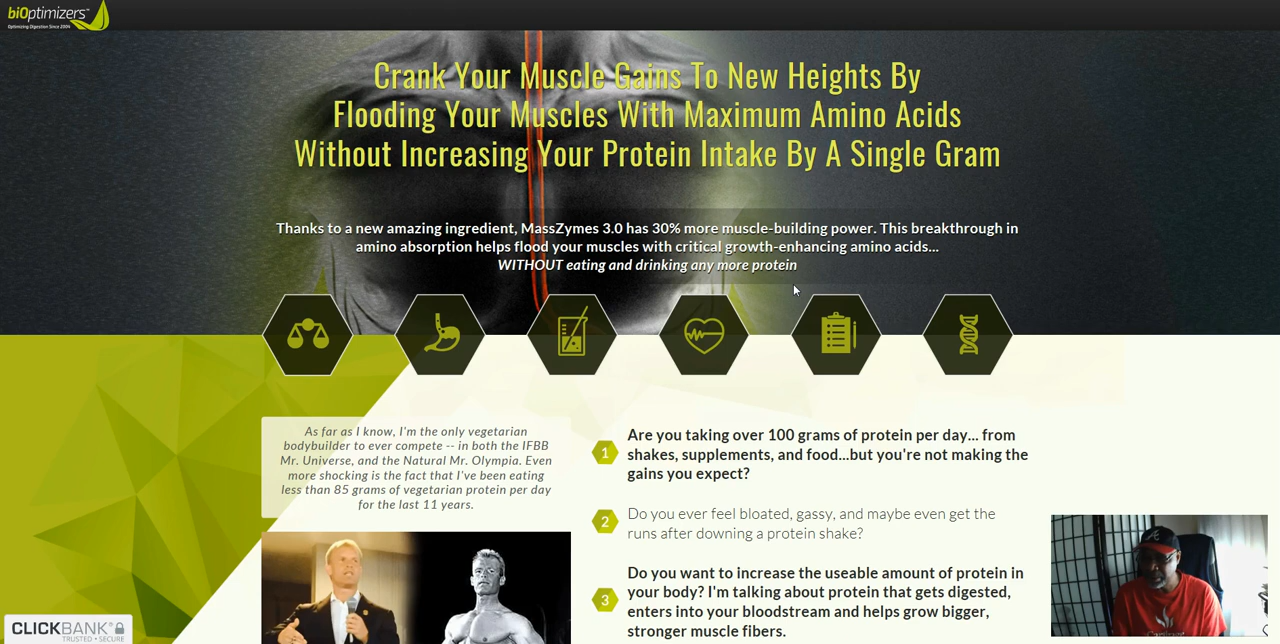 biOptimizers™
Optimizing Digestion Since 2004
Crank Your Muscle Gains To New Heights By
Flooding Your Muscles With Maximum Amino Acids
Without Increasing Your Protein Intake By A Single Gram
Thanks to a new amazing ingredient, MassZymes 3.0 has 30% more muscle-building power. This breakthrough in
amino absorption helps flood your muscles with critical growth-enhancing amino acids...
WITHOUT eating and drinking any more protein
As far as I know, I'm the only vegetarian
bodybuilder to ever compete -- in both the IFBB
Mr. Universe, and the Natural Mr. Olympia. Even
more shocking is the fact that I've been eating
less than 85 grams of vegetarian protein per day
for the last 11 years.
1 Are you taking over 100 grams of protein per day... from
shakes, supplements, and food...but you're not making the
gains you expect?
2 Do you ever feel bloated, gassy, and maybe even get the
runs after downing a protein shake?
3 Do you want to increase the useable amount of protein in
your body? I'm talking about protein that gets digested,
enters into your bloodstream and helps grow bigger,
stronger muscle fibers.
CLICKBANK®
TRUSTED • SECURE
A